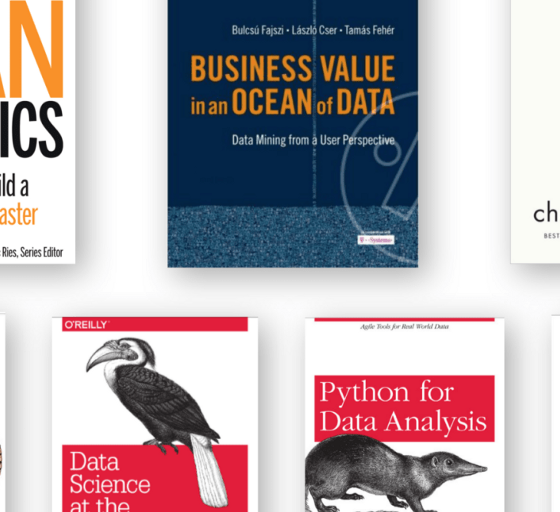 AN
ICS
ild a
aster
Ries, Series Editor
Bulcsú Fajszi • László Cser • Tamás Fehér
BUSINESS VALUE
in an OCEAN of DATA
Data Mining from a User Perspective
ch
BEST
O'REILLY
Data
Science
at the
Agile Tools for Real World Data
Python for
Data Analysis